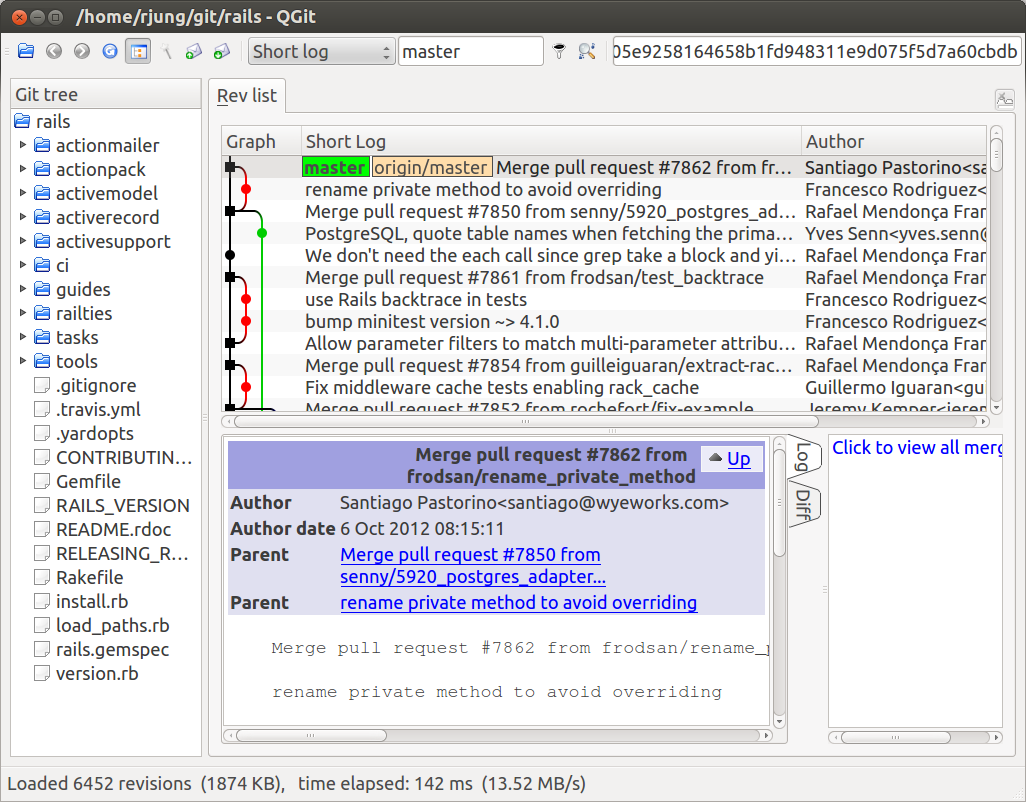 /home/rjung/git/rails - QGit
Short log master 05e9258164658b1fd948311e9d075f5d7a60cbdb
Git tree
rails
actionmailer
actionpack
activemodel
activerecord
activesupport
ci
guides
railties
tasks
tools
.gitignore
.travis.yml
.yardopts
CONTRIBUTIN...
Gemfile
RAILS_VERSION
README.rdoc
RELEASING_R...
Rakefile
install.rb
load_paths.rb
rails.gemspec
version.rb
Rev list
Graph Short Log Author
master origin/master Merge pull request #7862 from fr... Santiago Pastorino<sa
rename private method to avoid overriding Francesco Rodriguez<
Merge pull request #7850 from senny/5920_postgres_ad... Rafael Mendonça Fran
PostgreSQL, quote table names when fetching the prima... Yves Senn<yves.senn@
We don't need the each call since grep take a block and yi... Rafael Mendonça Fran
Merge pull request #7861 from frodsan/test_backtrace Rafael Mendonça Fran
use Rails backtrace in tests Francesco Rodriguez<
bump minitest version ~> 4.1.0 Francesco Rodriguez<
Allow parameter filters to match multi-parameter attribu... Rafael Mendonça Fran
Merge pull request #7854 from guilleiguaran/extract-rac... Rafael Mendonça Fran
Fix middleware cache tests enabling rack_cache Guillermo Iguaran<gu
Merge pull request #7852 from rochefort/fix-example Jeremy Kemper<jerem
Merge pull request #7862 from
frodsan/rename_private_method
Up
Author Santiago Pastorino<santiago@wyeworks.com>
Author date 6 Oct 2012 08:15:11
Parent Merge pull request #7850 from
senny/5920_postgres_adapter...
Parent rename private method to avoid overriding
Merge pull request #7862 from frodsan/rename_p
rename private method to avoid overriding
Log
Diff
Click to view all merg
Loaded 6452 revisions (1874 KB), time elapsed: 142 ms (13.52 MB/s)